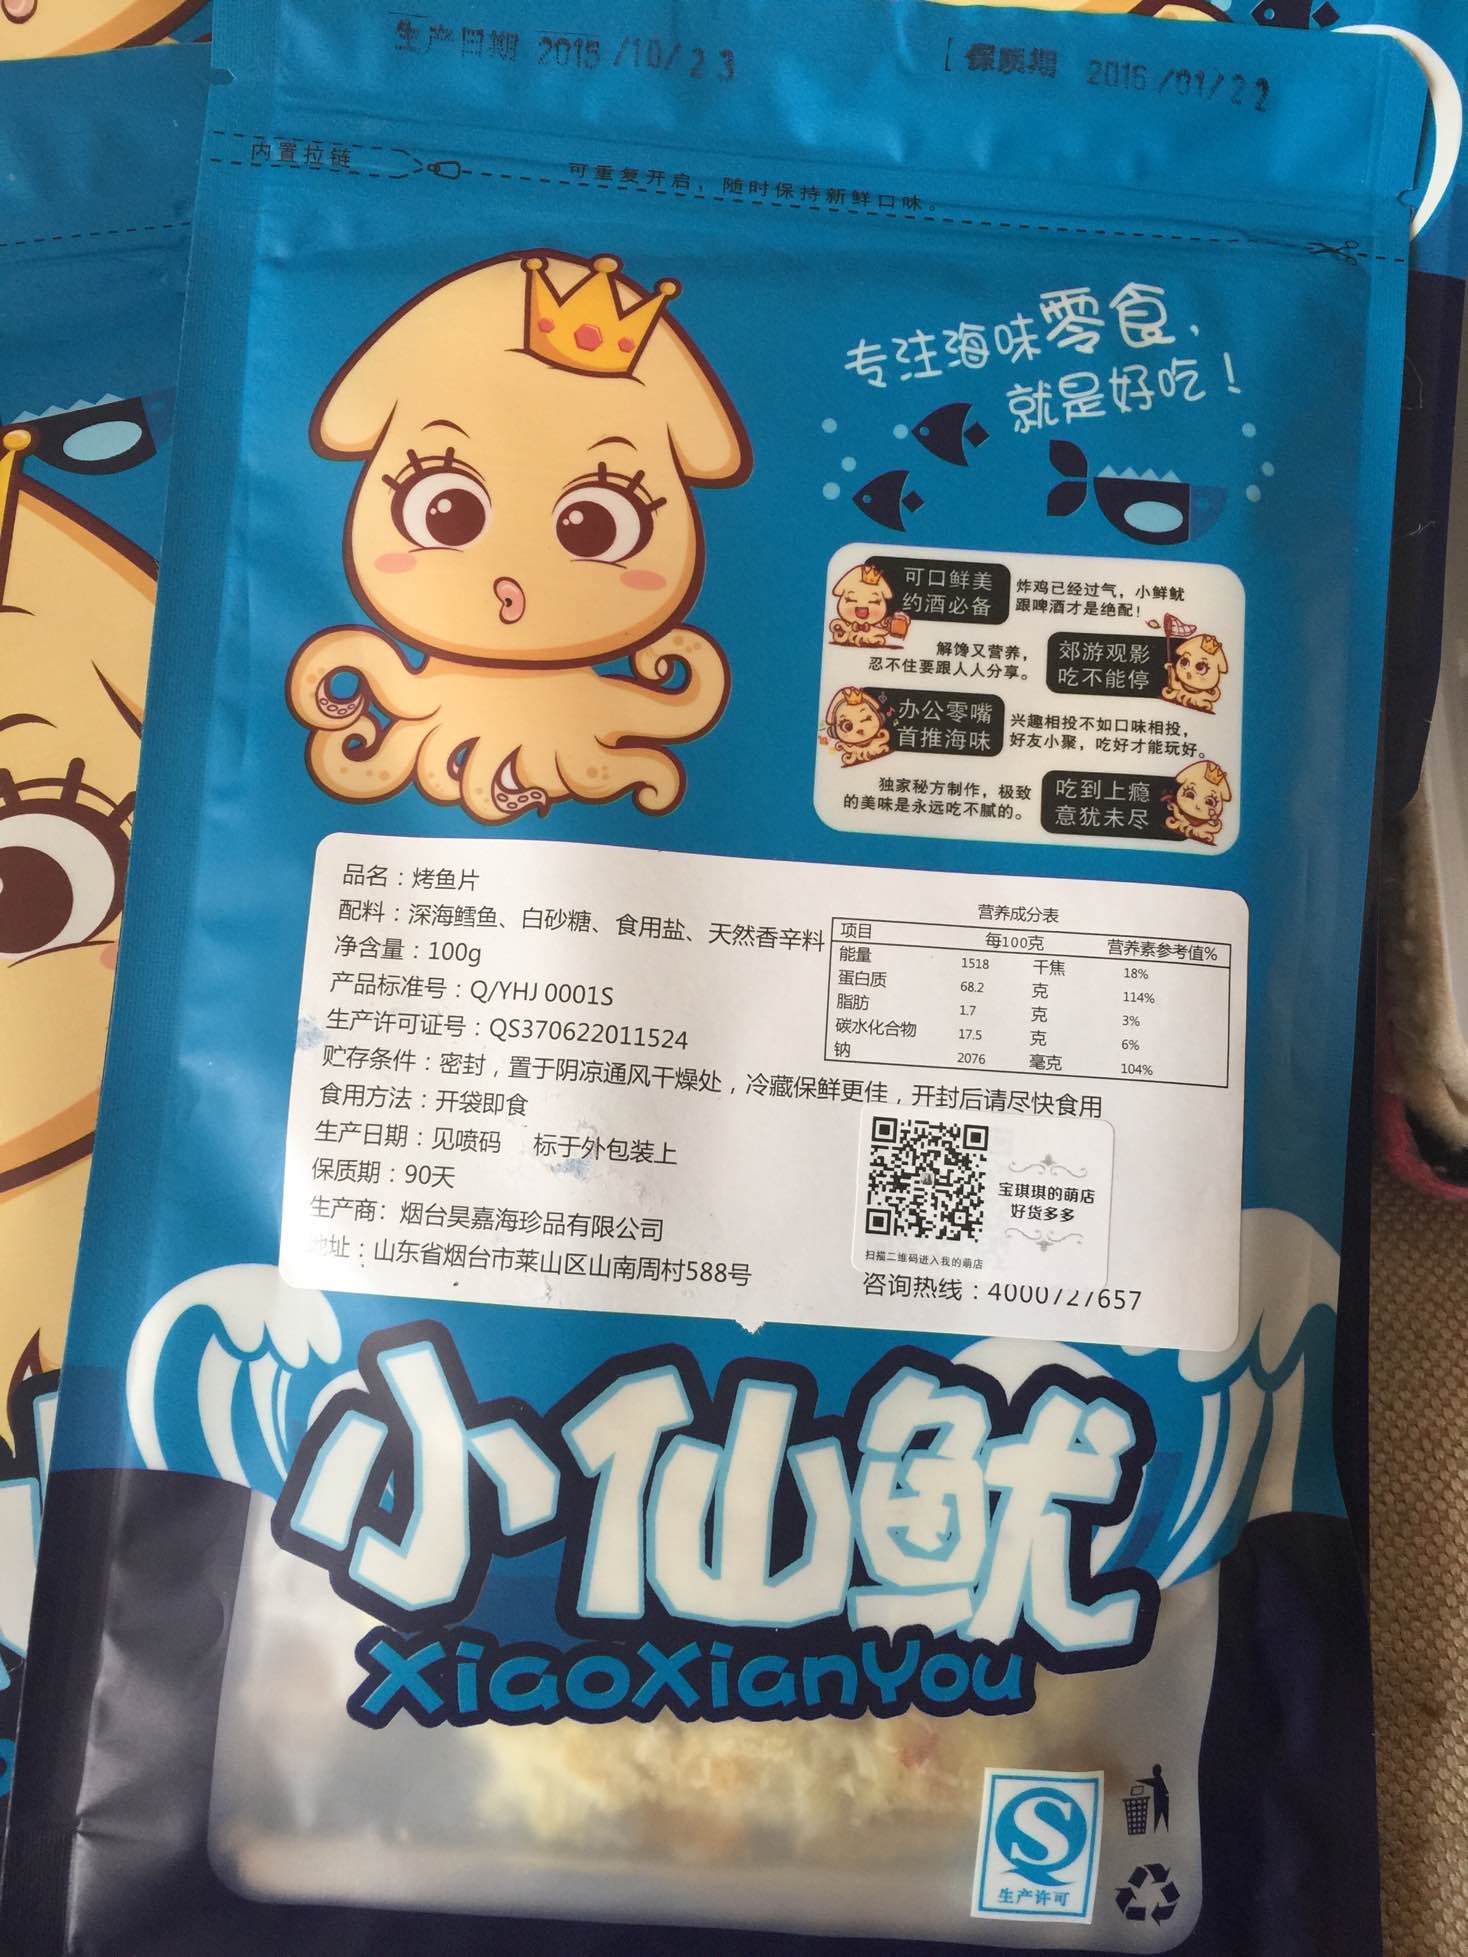 生产日期 2015/10/23
保质期 2016/01/22
内置拉链
可重复开启，随时保持新鲜口味。
专注海味零食，
就是好吃！
可口鲜美
约酒必备
炸鸡已经过气，小鲜鱿
跟啤酒才是绝配！
解馋又营养，
忍不住要跟人人分享。
郊游观影
吃不能停
办公零嘴
首推海味
兴趣相投不如口味相投，
好友小聚，吃好才能玩好。
独家秘方制作，极致
的美味是永远吃不腻的。
吃到上瘾
意犹未尽
品名：烤鱼片
配料：深海鳕鱼、白砂糖、食用盐、天然香辛料
净含量：100g
产品标准号：Q/YHJ 0001S
生产许可证号：QS370622011524
贮存条件：密封，置于阴凉通风干燥处，冷藏保鲜更佳，开封后请尽快食用
食用方法：开袋即食
生产日期：见喷码 标于外包装上
保质期：90天
生产商：烟台昊嘉海珍品有限公司
地址：山东省烟台市莱山区山南周村588号
营养成分表
项目 每100克 营养素参考值%
能量 1518 千焦 18%
蛋白质 68.2 克 114%
脂肪 1.7 克 3%
碳水化合物 17.5 克 6%
钠 2076 毫克 104%
宝琪琪的萌店
好货多多
扫描二维码进入我的萌店
咨询热线：4000727657
小仙鱿
XiaoXianYou
生产许可